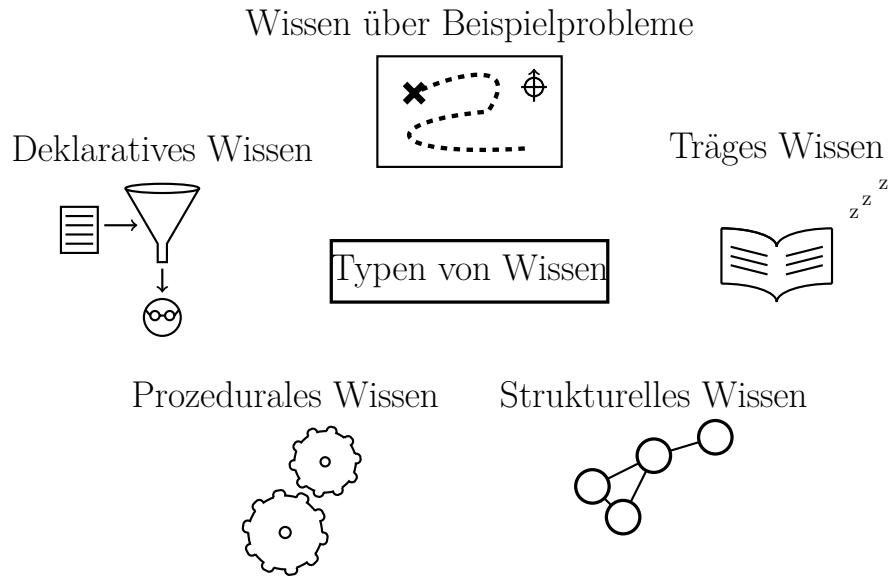 Wissen über Beispielprobleme
Deklaratives Wissen
Träges Wissen
z
z
z
Typen von Wissen
Prozedurales Wissen
Strukturelles Wissen